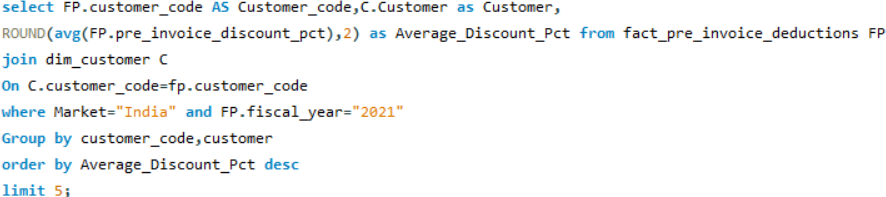 select FP.customer_code AS Customer_code,C.Customer as Customer,
ROUND(avg(FP.pre_invoice_discount_pct),2) as Average_Discount_Pct from fact_pre_invoice_deductions FP
join dim_customer C
On C.customer_code=fp.customer_code
where Market="India" and FP.fiscal_year="2021"
Group by customer_code,customer
order by Average_Discount_Pct desc
limit 5;